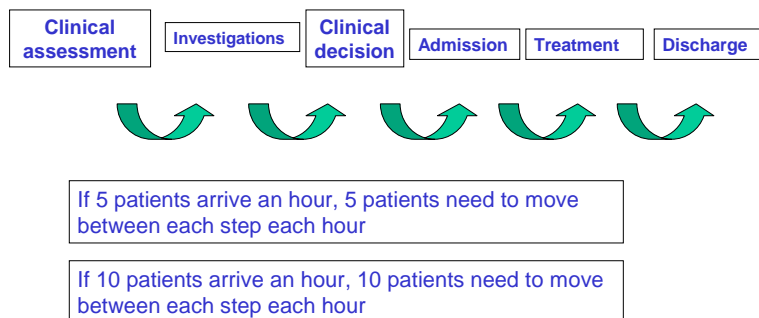 Clinical
assessment
Investigations
Clinical
decision
Admission
Treatment
Discharge
If 5 patients arrive an hour, 5 patients need to move
between each step each hour
If 10 patients arrive an hour, 10 patients need to move
between each step each hour